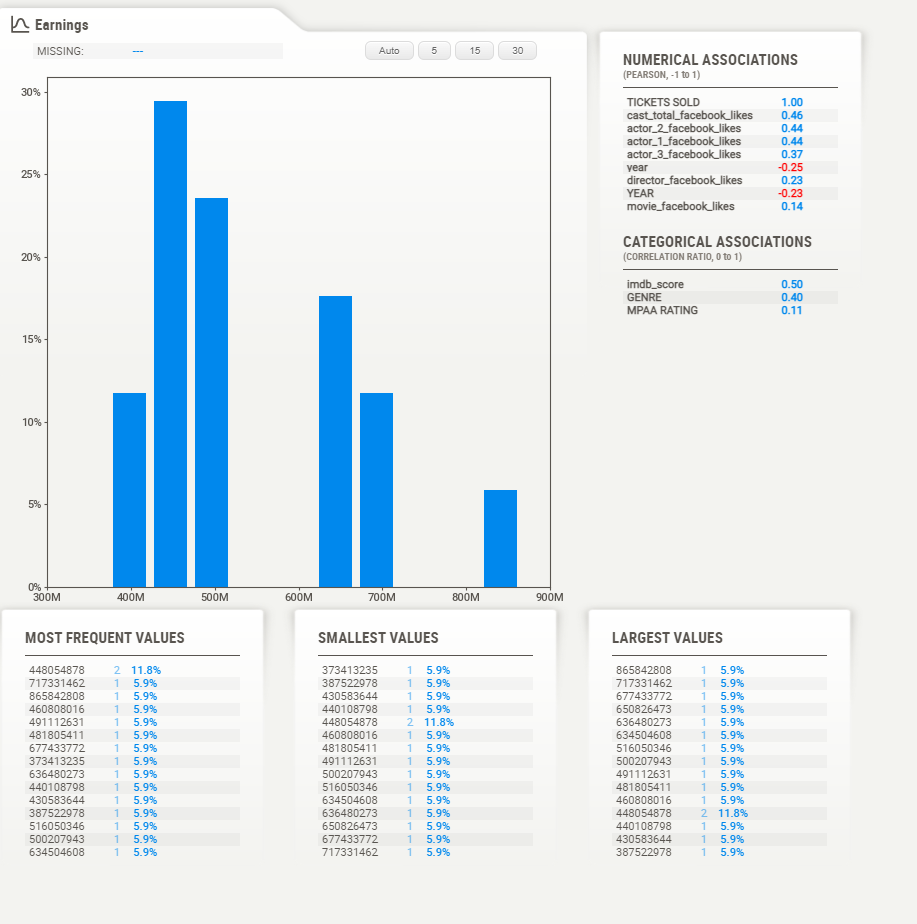 Earnings
MISSING: ---
Auto 5 15 30
30%
25%
20%
15%
10%
5%
0%
300M 400M 500M 600M 700M 800M 900M
NUMERICAL ASSOCIATIONS
(PEARSON, -1 to 1)
TICKETS SOLD 1.00
cast_total_facebook_likes 0.46
actor_2_facebook_likes 0.44
actor_1_facebook_likes 0.44
actor_3_facebook_likes 0.37
year -0.25
director_facebook_likes 0.23
YEAR -0.23
movie_facebook_likes 0.14
CATEGORICAL ASSOCIATIONS
(CORRELATION RATIO, 0 to 1)
imdb_score 0.50
GENRE 0.40
MPAA RATING 0.11
MOST FREQUENT VALUES
448054878 2 11.8%
717331462 1 5.9%
865842808 1 5.9%
460808016 1 5.9%
491112631 1 5.9%
481805411 1 5.9%
677433772 1 5.9%
373413235 1 5.9%
636480273 1 5.9%
440108798 1 5.9%
430583644 1 5.9%
387522978 1 5.9%
516050346 1 5.9%
500207943 1 5.9%
634504608 1 5.9%
SMALLEST VALUES
373413235 1 5.9%
387522978 1 5.9%
430583644 1 5.9%
440108798 1 5.9%
448054878 2 11.8%
460808016 1 5.9%
481805411 1 5.9%
491112631 1 5.9%
500207943 1 5.9%
516050346 1 5.9%
634504608 1 5.9%
636480273 1 5.9%
650826473 1 5.9%
677433772 1 5.9%
717331462 1 5.9%
LARGEST VALUES
865842808 1 5.9%
717331462 1 5.9%
677433772 1 5.9%
650826473 1 5.9%
636480273 1 5.9%
634504608 1 5.9%
516050346 1 5.9%
500207943 1 5.9%
491112631 1 5.9%
481805411 1 5.9%
460808016 1 5.9%
448054878 2 11.8%
440108798 1 5.9%
430583644 1 5.9%
387522978 1 5.9%